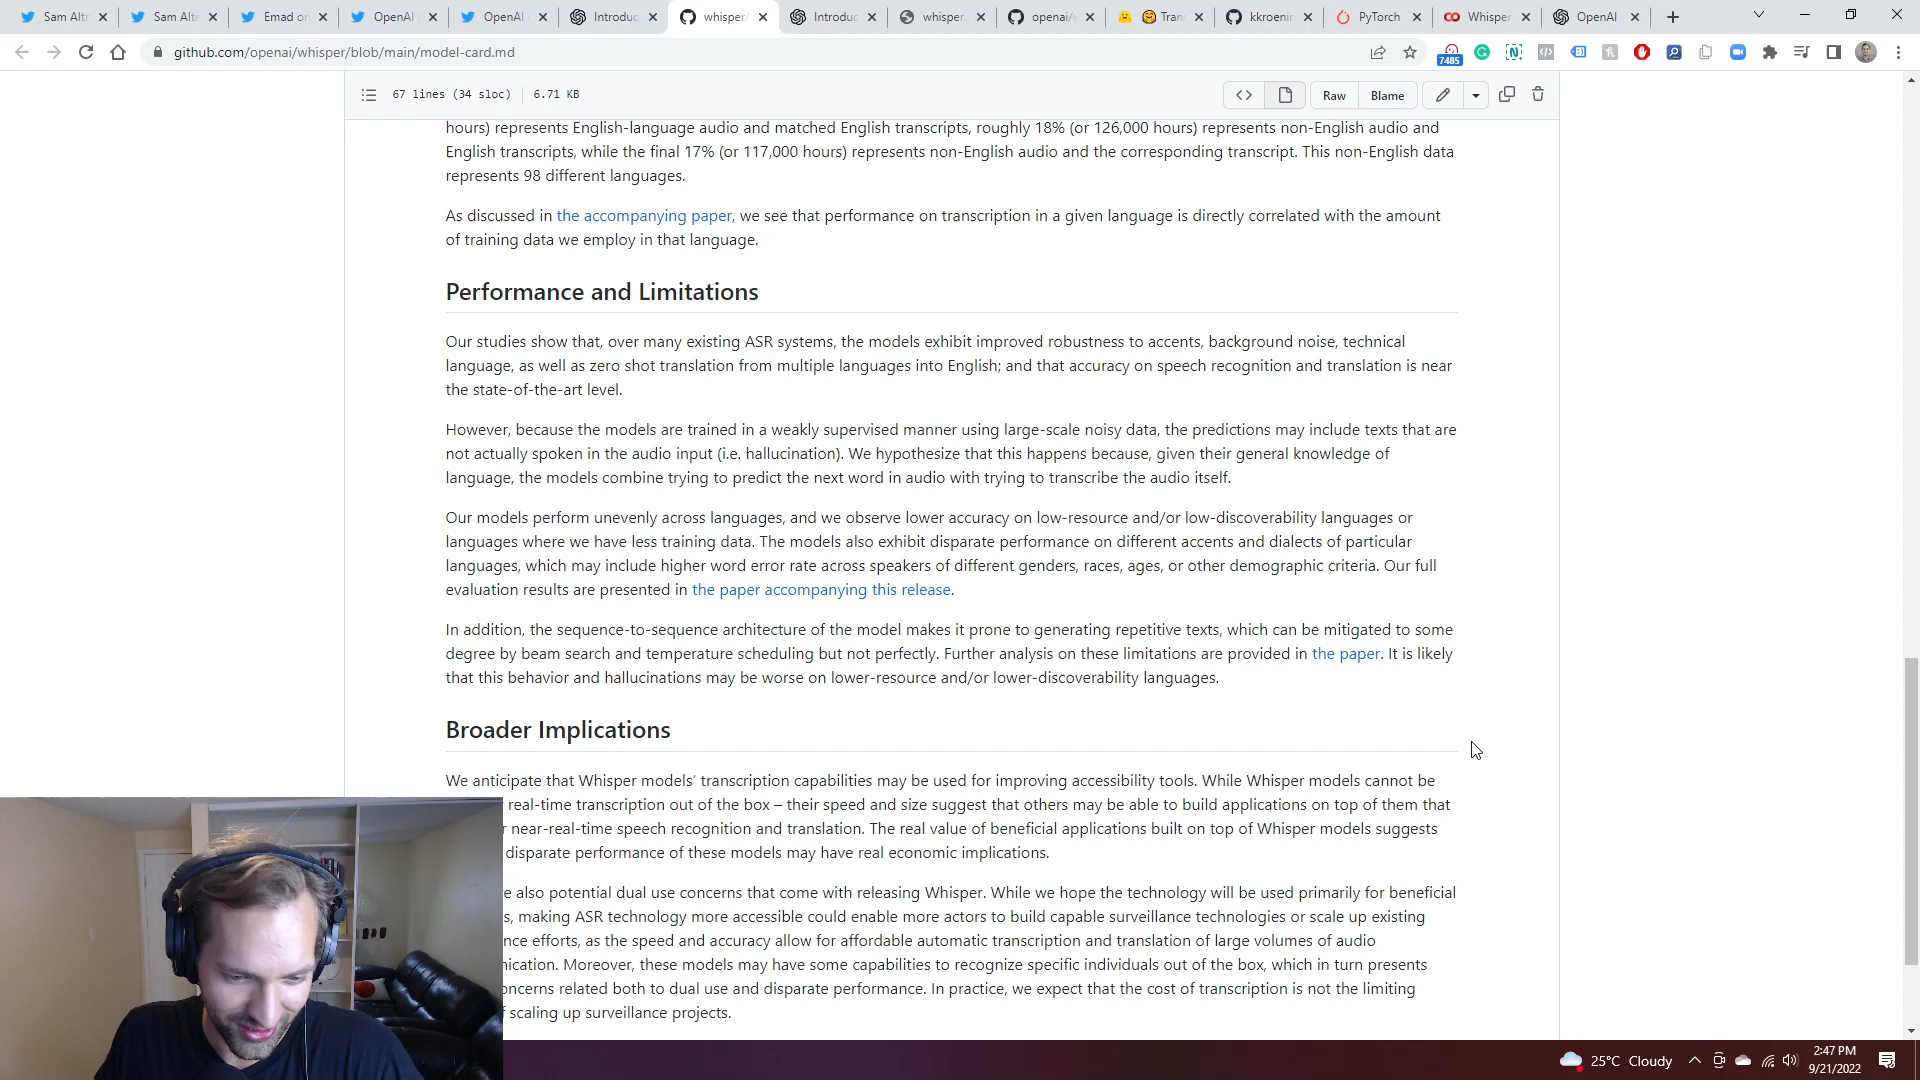 Sam Alt
Sam Altr
Emad on
OpenAI
OpenAI
Introduc
whisper/
Introduc
whisper.
openai/
Tran
kkroenin
PyTorch
Whisper
OpenAI
github.com/openai/whisper/blob/main/model-card.md
7485
67 lines (34 sloc) 6.71 KB
Raw
Blame
hours) represents English-language audio and matched English transcripts, roughly 18% (or 126,000 hours) represents non-English audio and
English transcripts, while the final 17% (or 117,000 hours) represents non-English audio and the corresponding transcript. This non-English data
represents 98 different languages.
As discussed in the accompanying paper, we see that performance on transcription in a given language is directly correlated with the amount
of training data we employ in that language.
Performance and Limitations
Our studies show that, over many existing ASR systems, the models exhibit improved robustness to accents, background noise, technical
language, as well as zero shot translation from multiple languages into English; and that accuracy on speech recognition and translation is near
the state-of-the-art level.
However, because the models are trained in a weakly supervised manner using large-scale noisy data, the predictions may include texts that are
not actually spoken in the audio input (i.e. hallucination). We hypothesize that this happens because, given their general knowledge of
language, the models combine trying to predict the next word in audio with trying to transcribe the audio itself.
Our models perform unevenly across languages, and we observe lower accuracy on low-resource and/or low-discoverability languages or
languages where we have less training data. The models also exhibit disparate performance on different accents and dialects of particular
languages, which may include higher word error rate across speakers of different genders, races, ages, or other demographic criteria. Our full
evaluation results are presented in the paper accompanying this release.
In addition, the sequence-to-sequence architecture of the model makes it prone to generating repetitive texts, which can be mitigated to some
degree by beam search and temperature scheduling but not perfectly. Further analysis on these limitations are provided in the paper. It is likely
that this behavior and hallucinations may be worse on lower-resource and/or lower-discoverability languages.
Broader Implications
We anticipate that Whisper models' transcription capabilities may be used for improving accessibility tools. While Whisper models cannot be
real-time transcription out of the box – their speed and size suggest that others may be able to build applications on top of them that
near-real-time speech recognition and translation. The real value of beneficial applications built on top of Whisper models suggests
disparate performance of these models may have real economic implications.
e also potential dual use concerns that come with releasing Whisper. While we hope the technology will be used primarily for beneficial
s, making ASR technology more accessible could enable more actors to build capable surveillance technologies or scale up existing
nce efforts, as the speed and accuracy allow for affordable automatic transcription and translation of large volumes of audio
nication. Moreover, these models may have some capabilities to recognize specific individuals out of the box, which in turn presents
oncerns related both to dual use and disparate performance. In practice, we expect that the cost of transcription is not the limiting
f scaling up surveillance projects.
25°C Cloudy
2:47 PM
9/21/2022